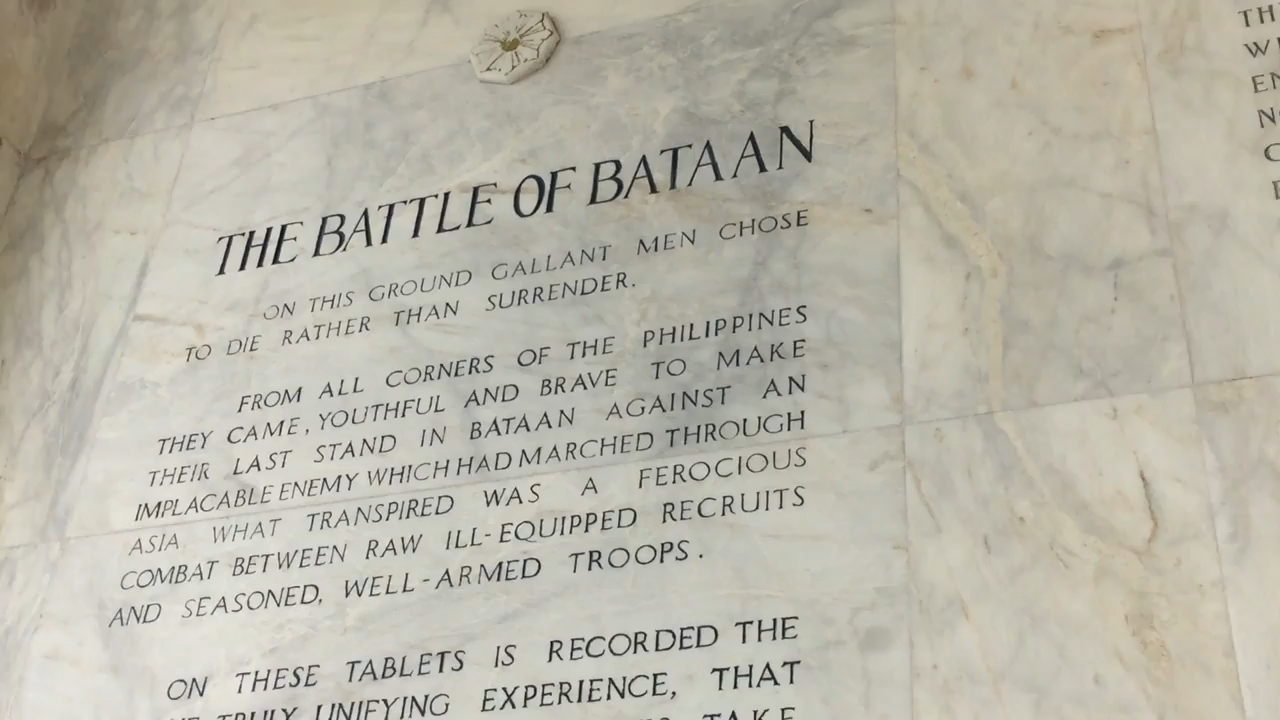 THE BATTLE OF BATAAN
ON THIS GROUND GALLANT MEN CHOSE
TO DIE RATHER THAN SURRENDER.
FROM ALL CORNERS OF THE PHILIPPINES
THEY CAME, YOUTHFUL AND BRAVE TO MAKE
THEIR LAST STAND IN BATAAN AGAINST AN
IMPLACABLE ENEMY WHICH HAD MARCHED THROUGH
ASIA. WHAT TRANSPIRED WAS A FEROCIOUS
COMBAT BETWEEN RAW ILL-EQUIPPED RECRUITS
AND SEASONED, WELL-ARMED TROOPS.
ON THESE TABLETS IS RECORDED THE
TRULY UNIFYING EXPERIENCE, THAT
TAKE